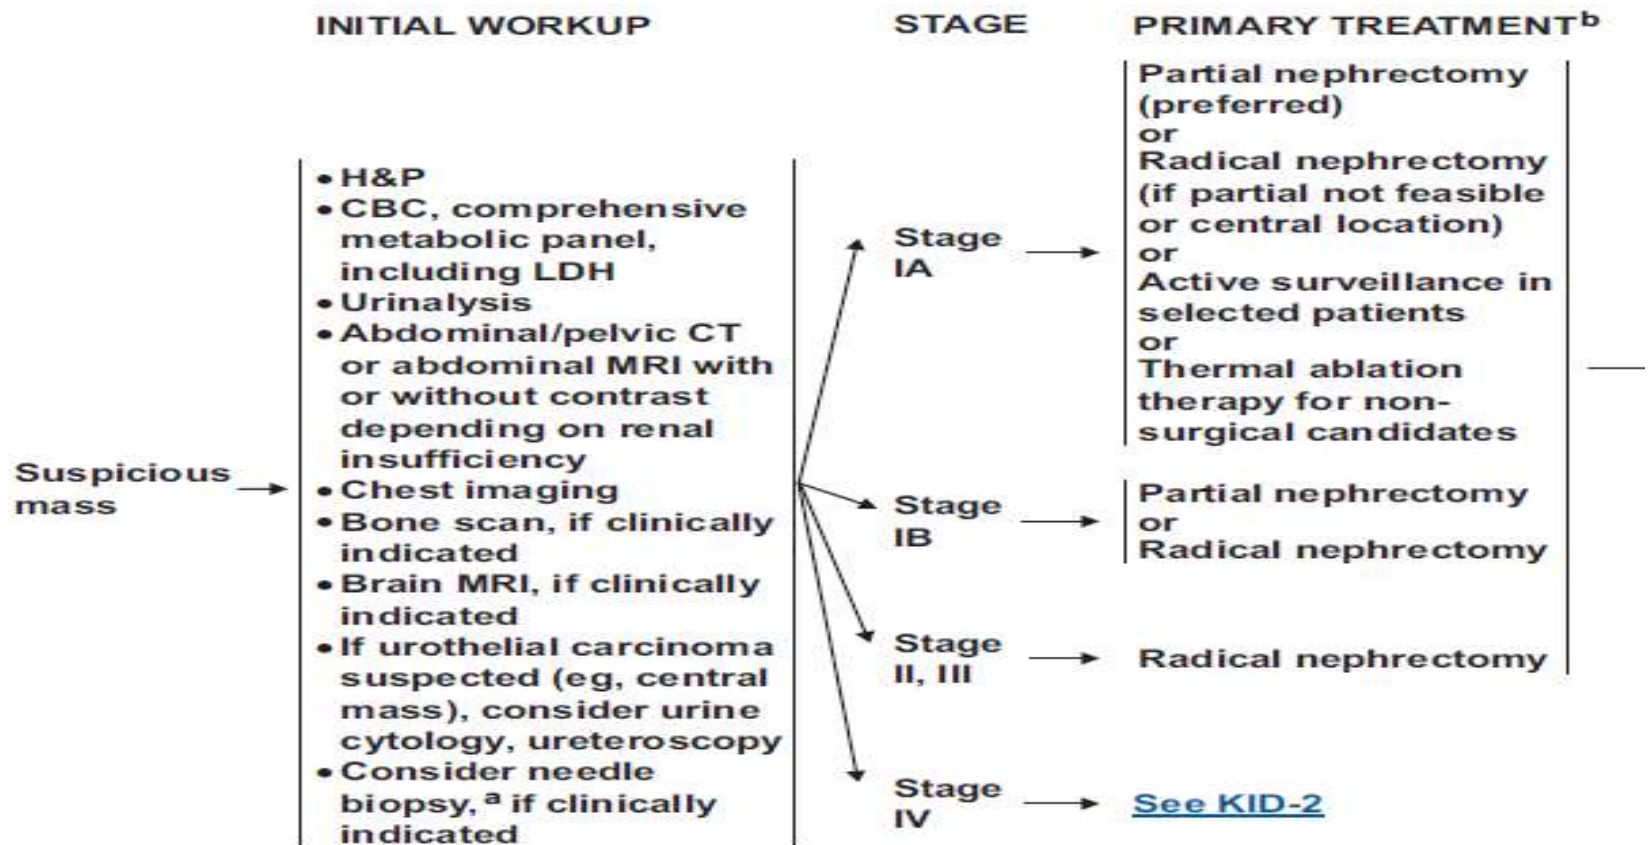 INITIAL WORKUP
STAGE
PRIMARY TREATMENTᵇ
Suspicious
mass
• H&P
• CBC, comprehensive
metabolic panel,
including LDH
• Urinalysis
• Abdominal/pelvic CT
or abdominal MRI with
or without contrast
depending on renal
insufficiency
• Chest imaging
• Bone scan, if clinically
indicated
• Brain MRI, if clinically
indicated
• If urothelial carcinoma
suspected (eg, central
mass), consider urine
cytology, ureteroscopy
• Consider needle
biopsy, ᵃ if clinically
indicated
Stage
IA
Partial nephrectomy
(preferred)
or
Radical nephrectomy
(if partial not feasible
or central location)
or
Active surveillance in
selected patients
or
Thermal ablation
therapy for non-
surgical candidates
Stage
IB
Partial nephrectomy
or
Radical nephrectomy
Stage
II, III
Radical nephrectomy
Stage
IV
See KID-2